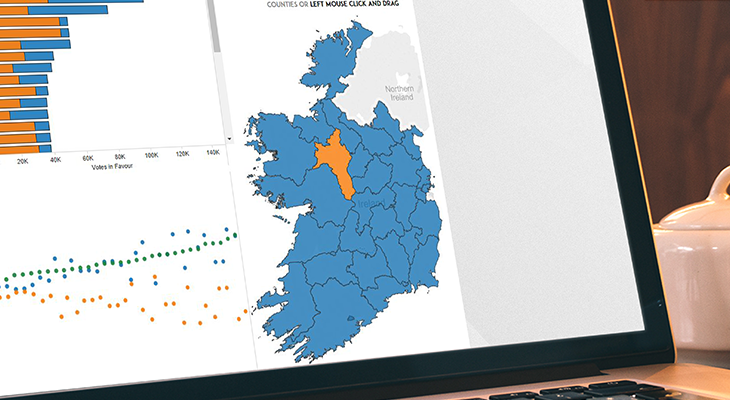 COUNTIES OR LEFT MOUSE CLICK AND DRAG
Northern
Ireland
Ireland
20K 40K 60K 80K 100K 120K 140K
Votes in Favour